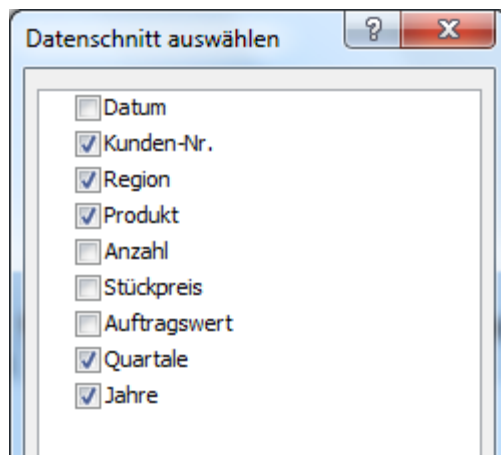 Datenschnitt auswählen
Datum
Kunden-Nr.
Region
Produkt
Anzahl
Stückpreis
Auftragswert
Quartale
Jahre